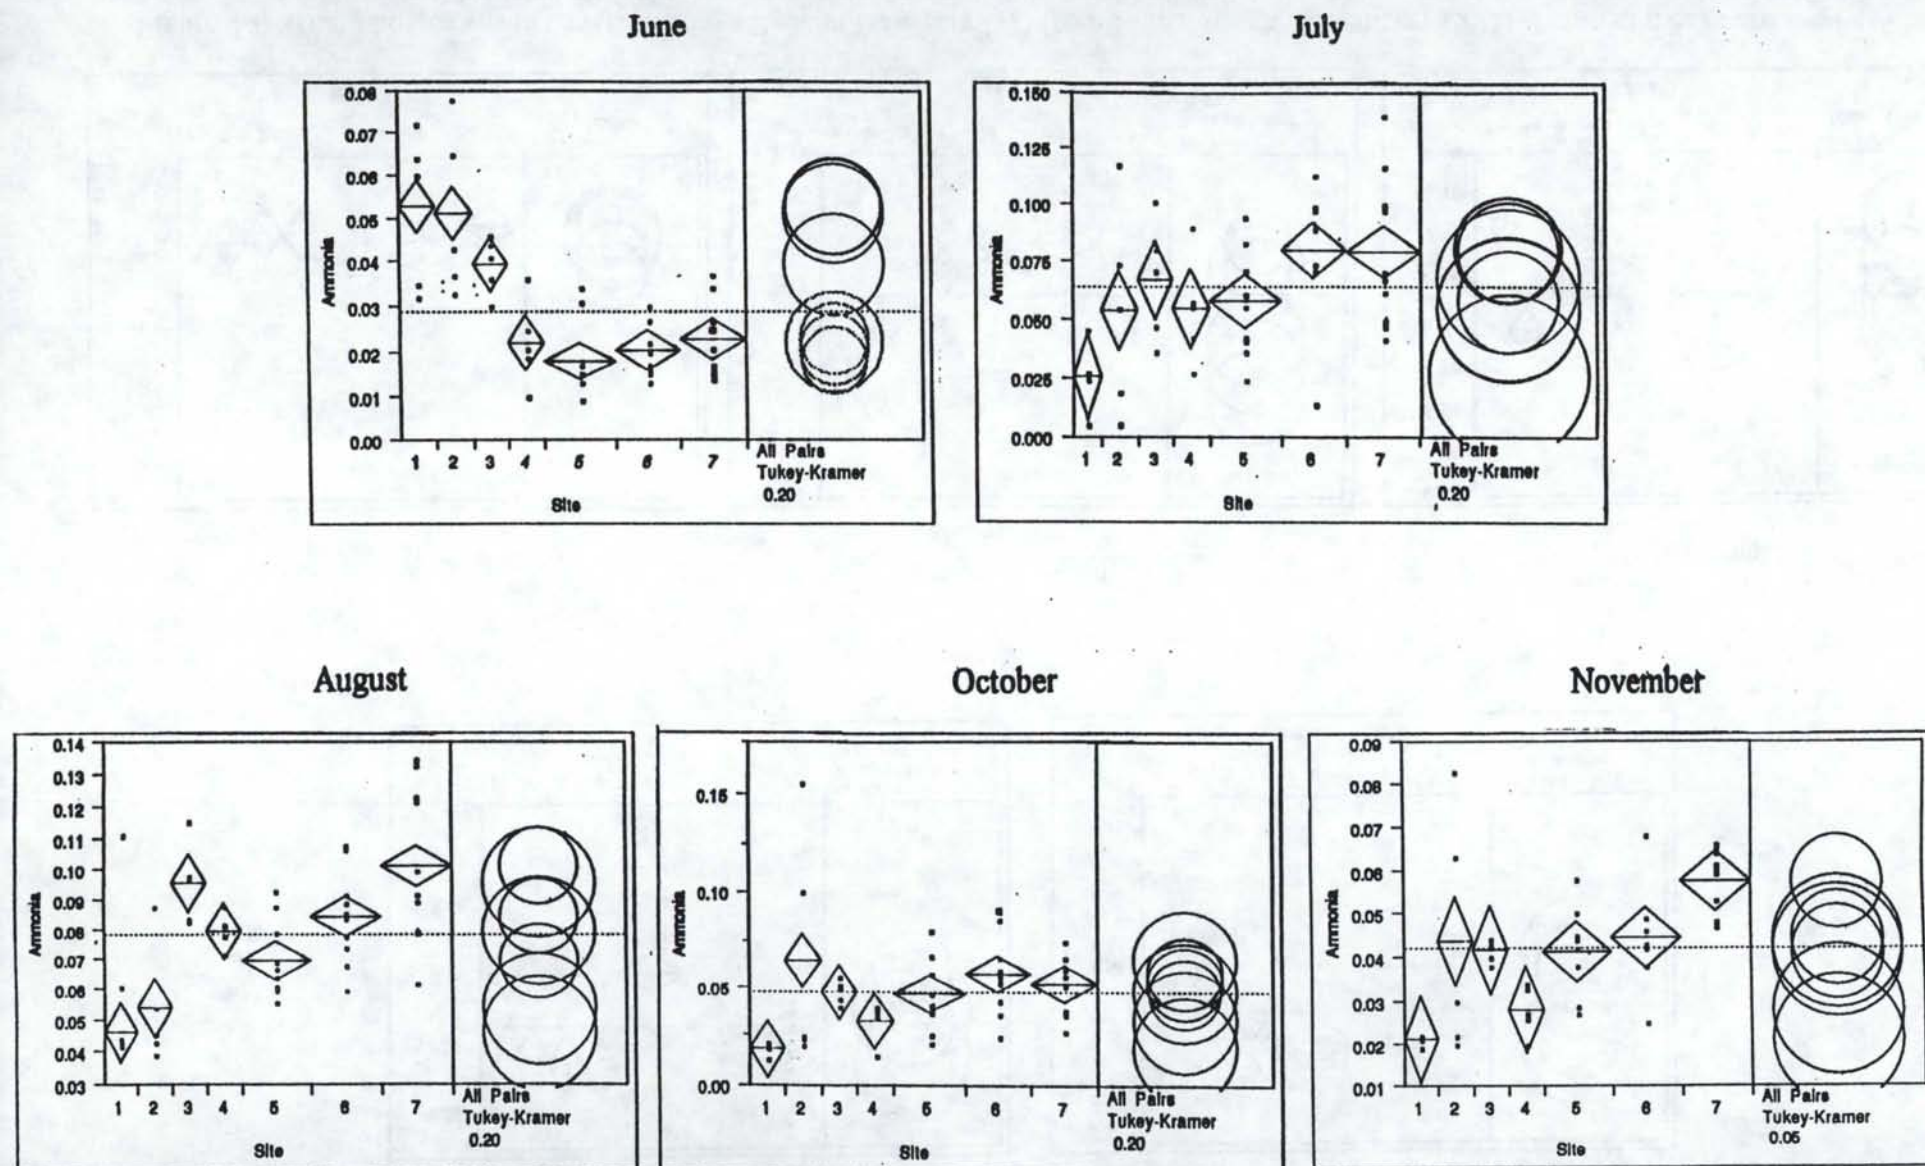 June
0.08
0.07
0.06
0.05
0.04
0.03
0.02
0.01
0.00
Ammonia
1 2 3 4 5 6 7
Site
All Pairs
Tukey-Kramer
0.20
July
0.150
0.125
0.100
0.075
0.050
0.025
0.000
Ammonia
1 2 3 4 5 6 7
Site
All Pairs
Tukey-Kramer
0.20
August
0.14
0.13
0.12
0.11
0.10
0.09
0.08
0.07
0.06
0.05
0.04
0.03
Ammonia
1 2 3 4 5 6 7
Site
All Pairs
Tukey-Kramer
0.20
October
0.15
0.10
0.05
0.00
Ammonia
1 2 3 4 5 6 7
Site
All Pairs
Tukey-Kramer
0.20
November
0.09
0.08
0.07
0.06
0.05
0.04
0.03
0.02
0.01
Ammonia
1 2 3 4 5 6 7
Site
All Pairs
Tukey-Kramer
0.05